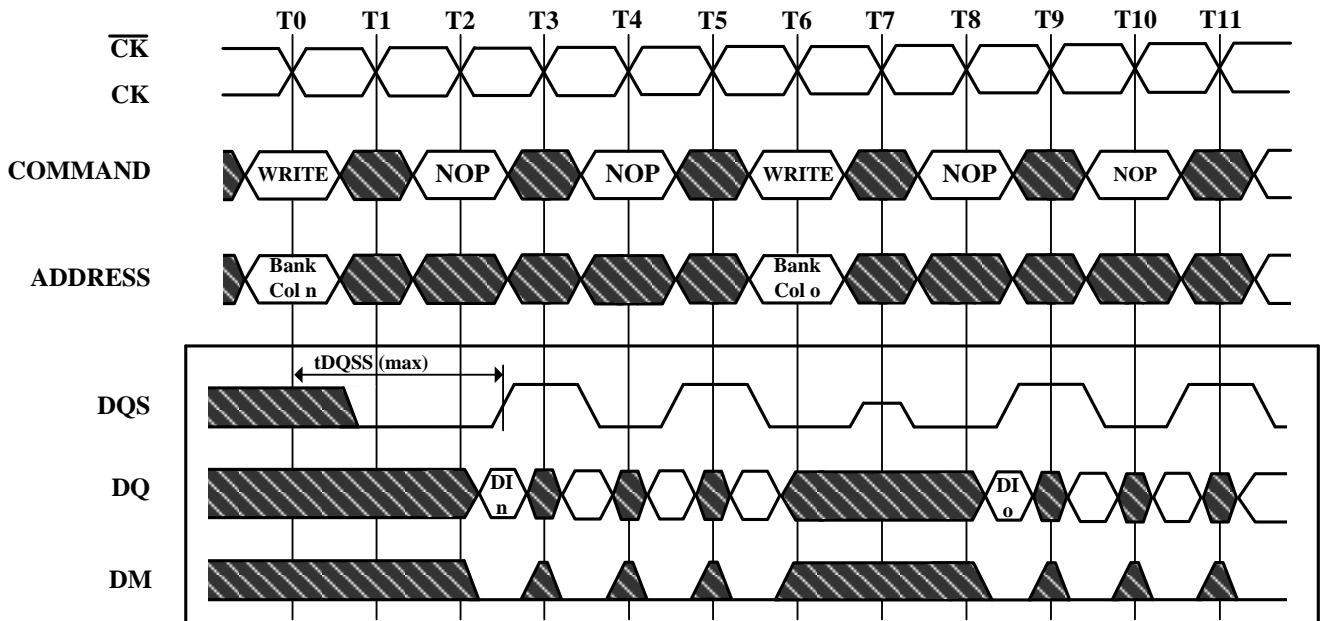 T0 T1 T2 T3 T4 T5 T6 T7 T8 T9 T10 T11
CK
CK
COMMAND WRITE NOP NOP WRITE NOP NOP
ADDRESS Bank Col n Bank Col o
tDQSS (max)
DQS
DQ DI n DI o
DM